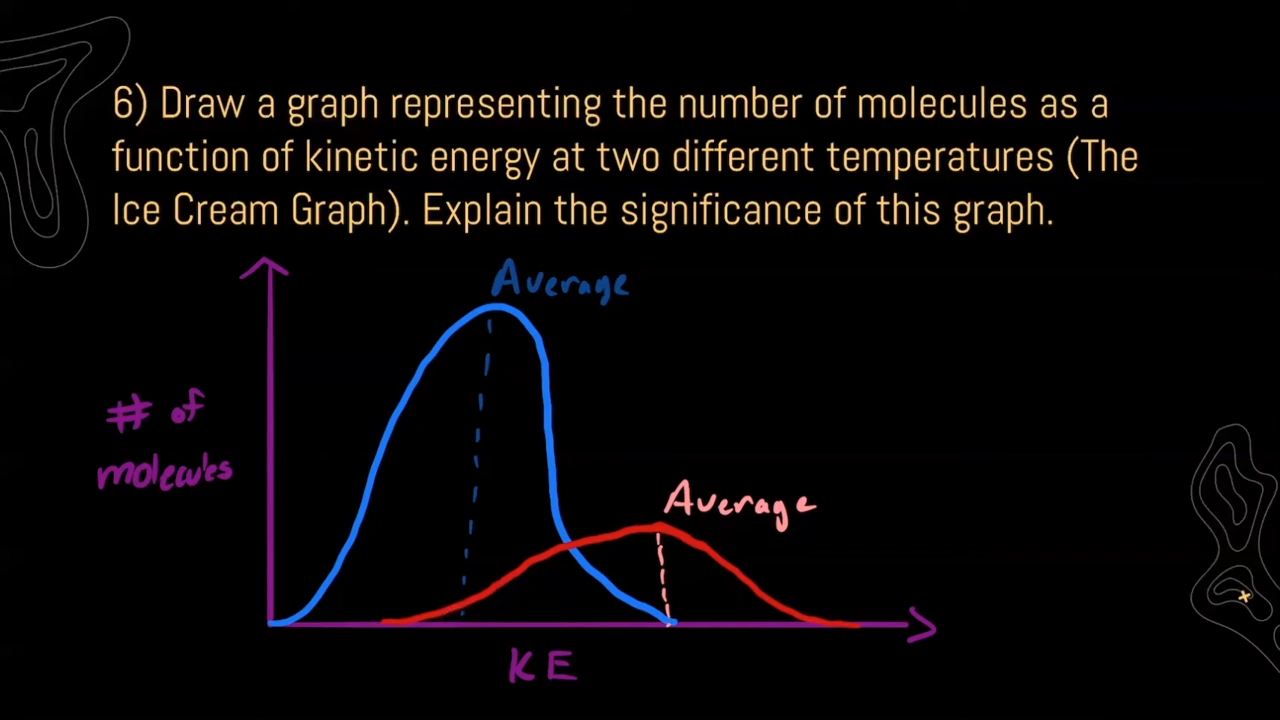 6) Draw a graph representing the number of molecules as a
function of kinetic energy at two different temperatures (The
Ice Cream Graph). Explain the significance of this graph.
Average
# of
molecules
Average
KE